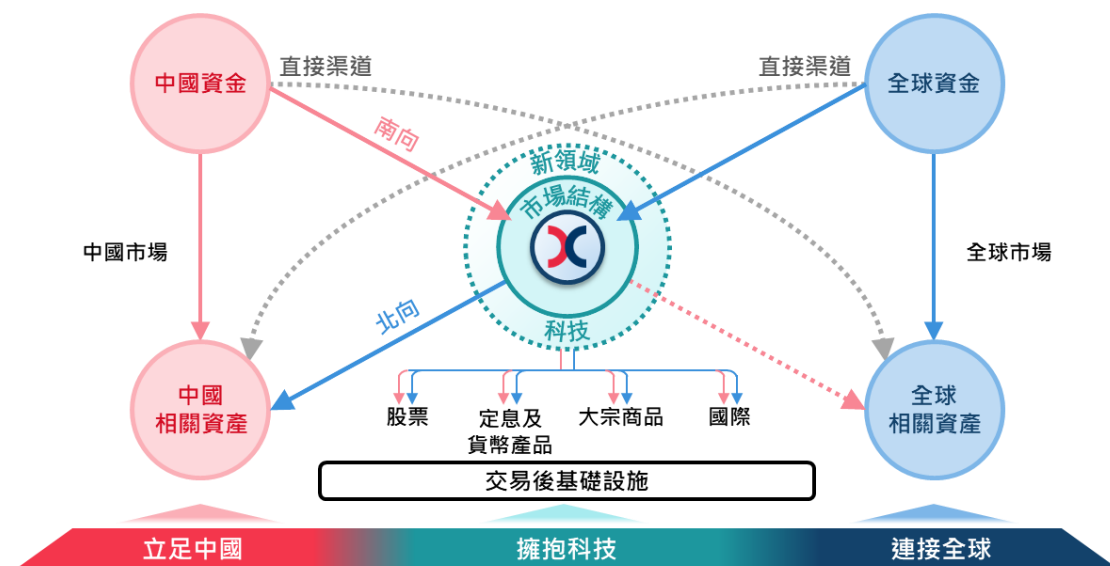 中國資金
直接渠道
直接渠道
全球資金
南向
新領域
市場結構
中國市場
全球市場
北向
科技
中國
相關資產
全球
相關資產
股票
定息及
貨幣產品
大宗商品
國際
交易後基礎設施
立足中國
擁抱科技
連接全球